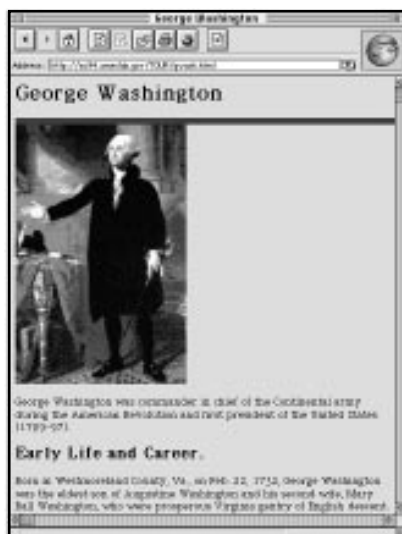 George Washington
Address: http://
George Washington
George Washington was commander in chief of the Continental army
during the American Revolution and first president of the United States
(1789-97).
Early Life and Career.
Born in Westmoreland County, Va., on Feb. 22, 1732, George Washington
was the eldest son of Augustine Washington and his second wife, Mary
Ball Washington, who were prosperous Virginia gentry of English descent.